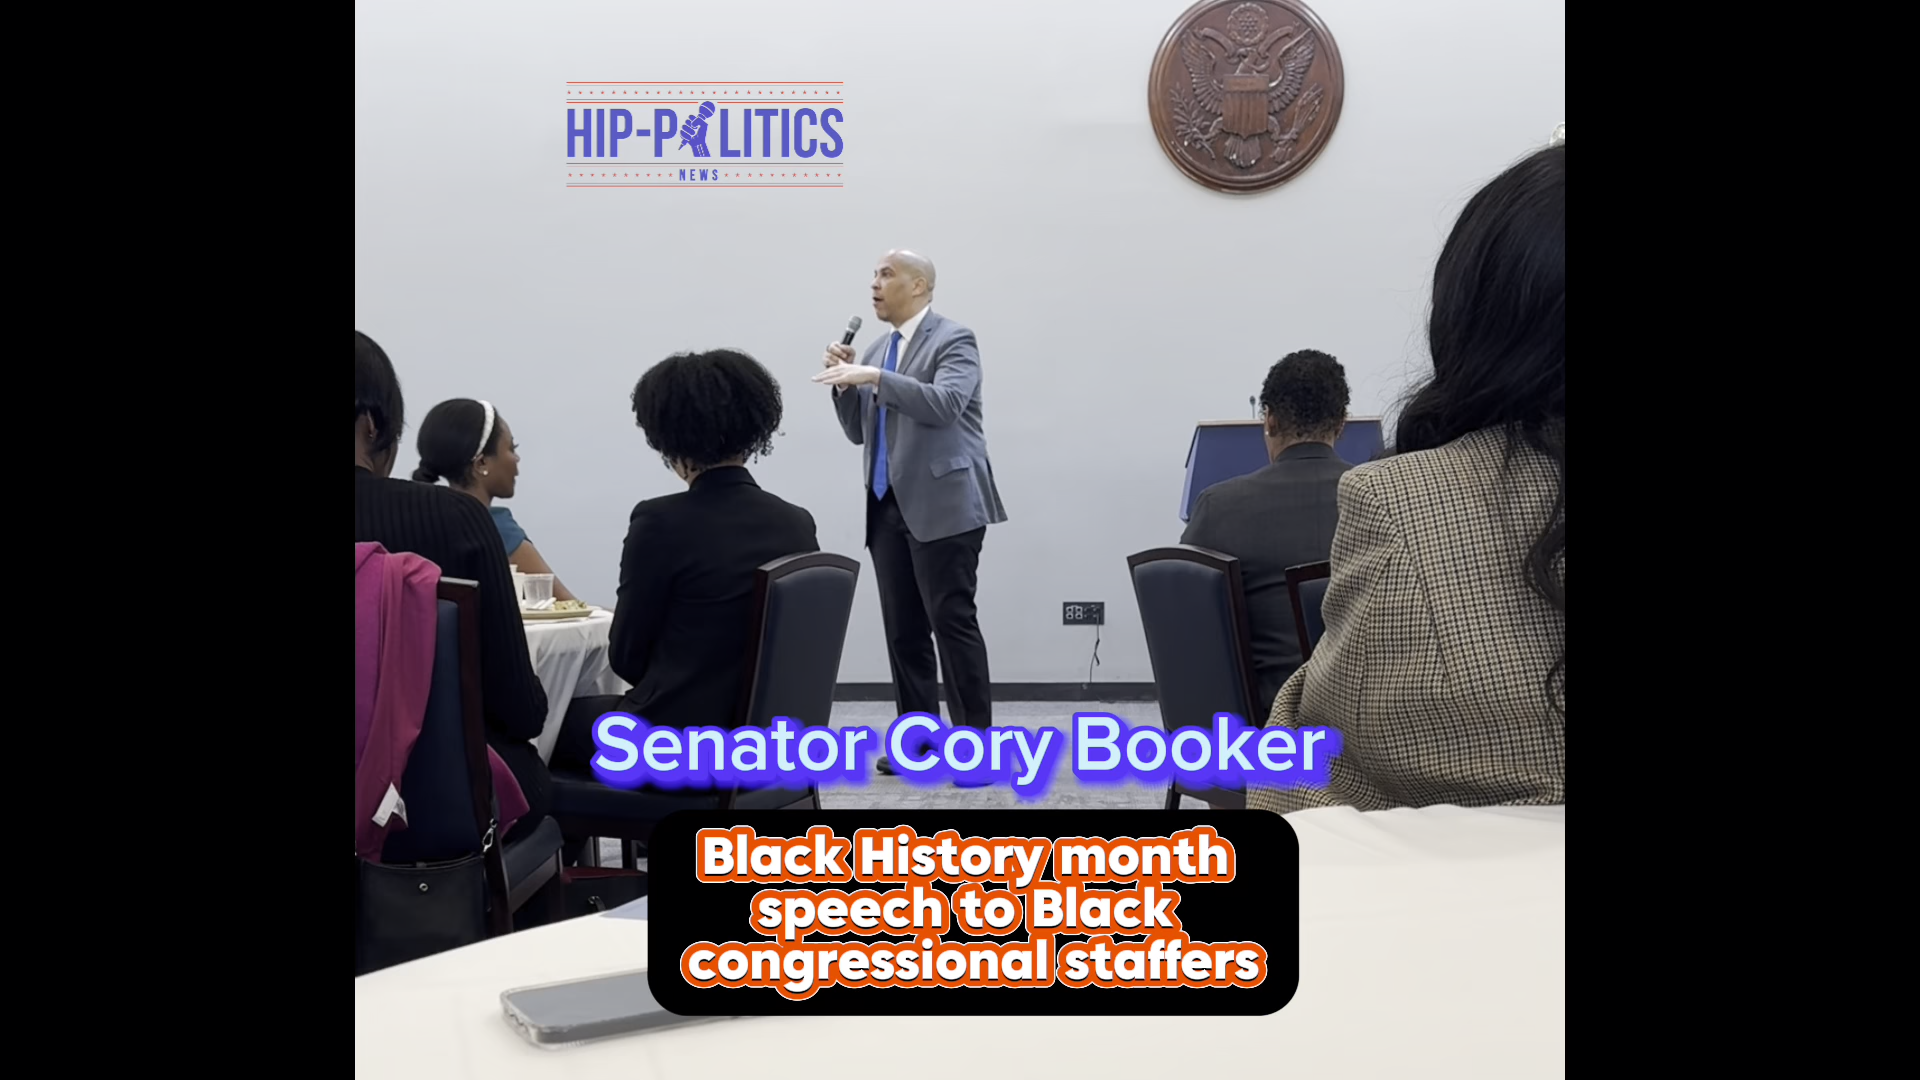 HIP-POLITICS
NEWS
Senator Cory Booker
Black History month
speech to Black
congressional staffers